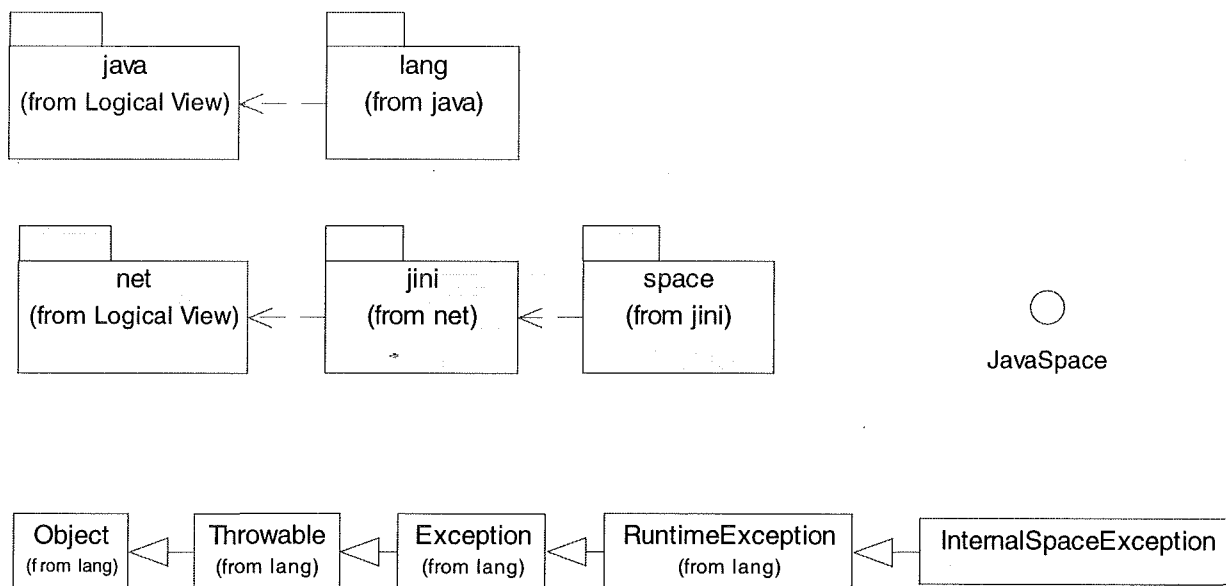 java
(from Logical View)
lang
(from java)
net
(from Logical View)
jini
(from net)
space
(from jini)
JavaSpace
Object
(from lang)
Throwable
(from lang)
Exception
(from lang)
RuntimeException
(from lang)
InternalSpaceException